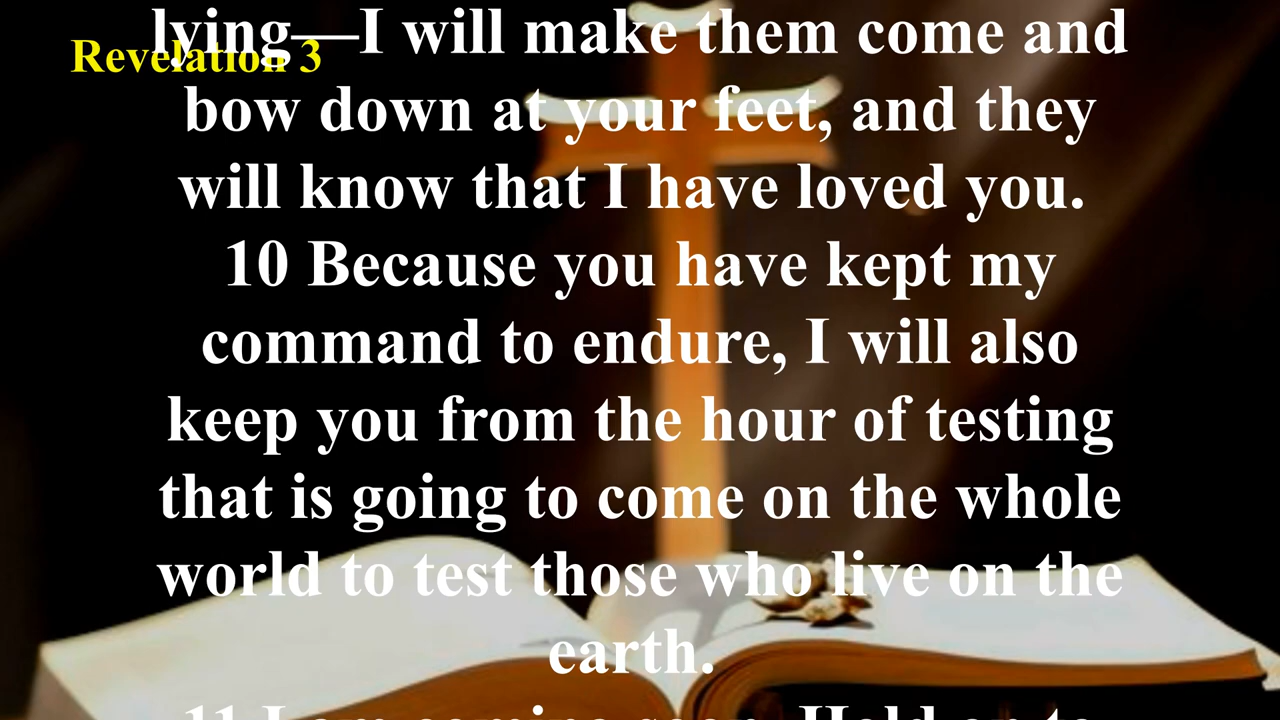 lying—I will make them come and
Revelation 3
bow down at your feet, and they
will know that I have loved you.
10 Because you have kept my
command to endure, I will also
keep you from the hour of testing
that is going to come on the whole
world to test those who live on the
earth.
11 I am coming soon. Hold on to